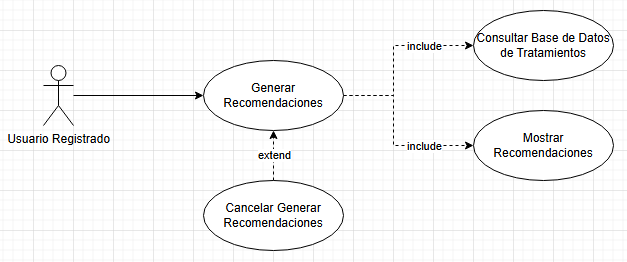 Usuario Registrado
Generar
Recomendaciones
extend
Cancelar Generar
Recomendaciones
include
Consultar Base de Datos
de Tratamientos
include
Mostrar
Recomendaciones